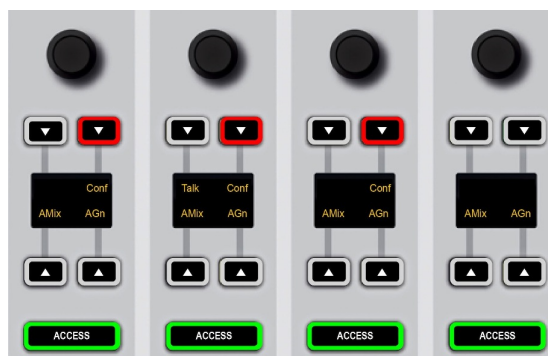 Conf
AMix AGn
ACCESS
Talk Conf
AMix AGn
ACCESS
Conf
AMix AGn
ACCESS
AMix AGn
ACCESS